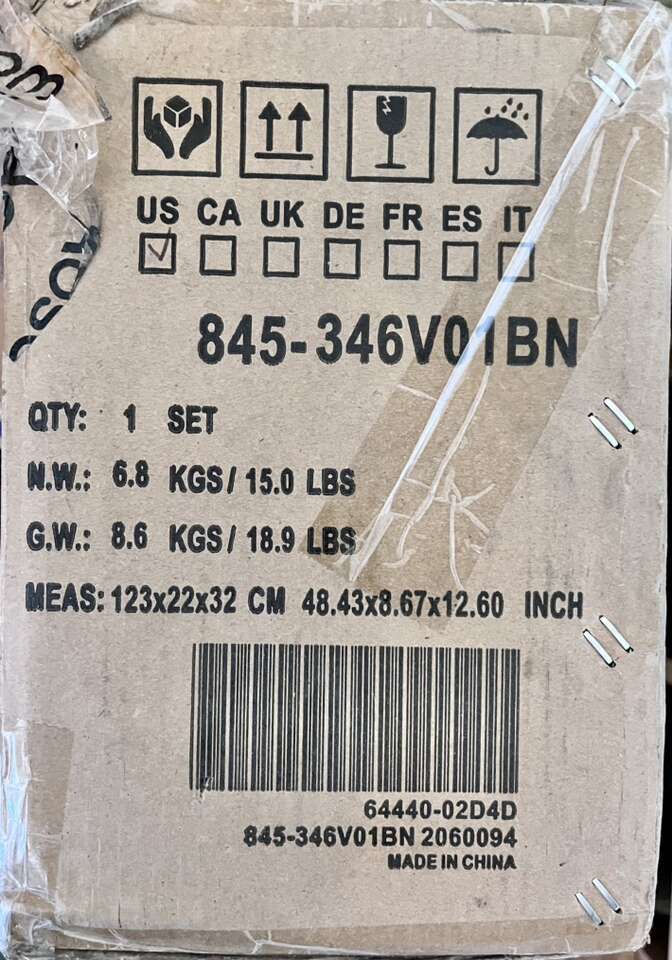 US CA UK DE FR ES IT
845-346V01BN
QTY: 1 SET
N.W.: 6.8 KGS/ 15.0 LBS
G.W.: 8.6 KGS/ 18.9 LBS
MEAS: 123x22x32 CM 48.43x8.67x12.60 INCH
64440-02D4D
845-346V01BN 2060094
MADE IN CHINA